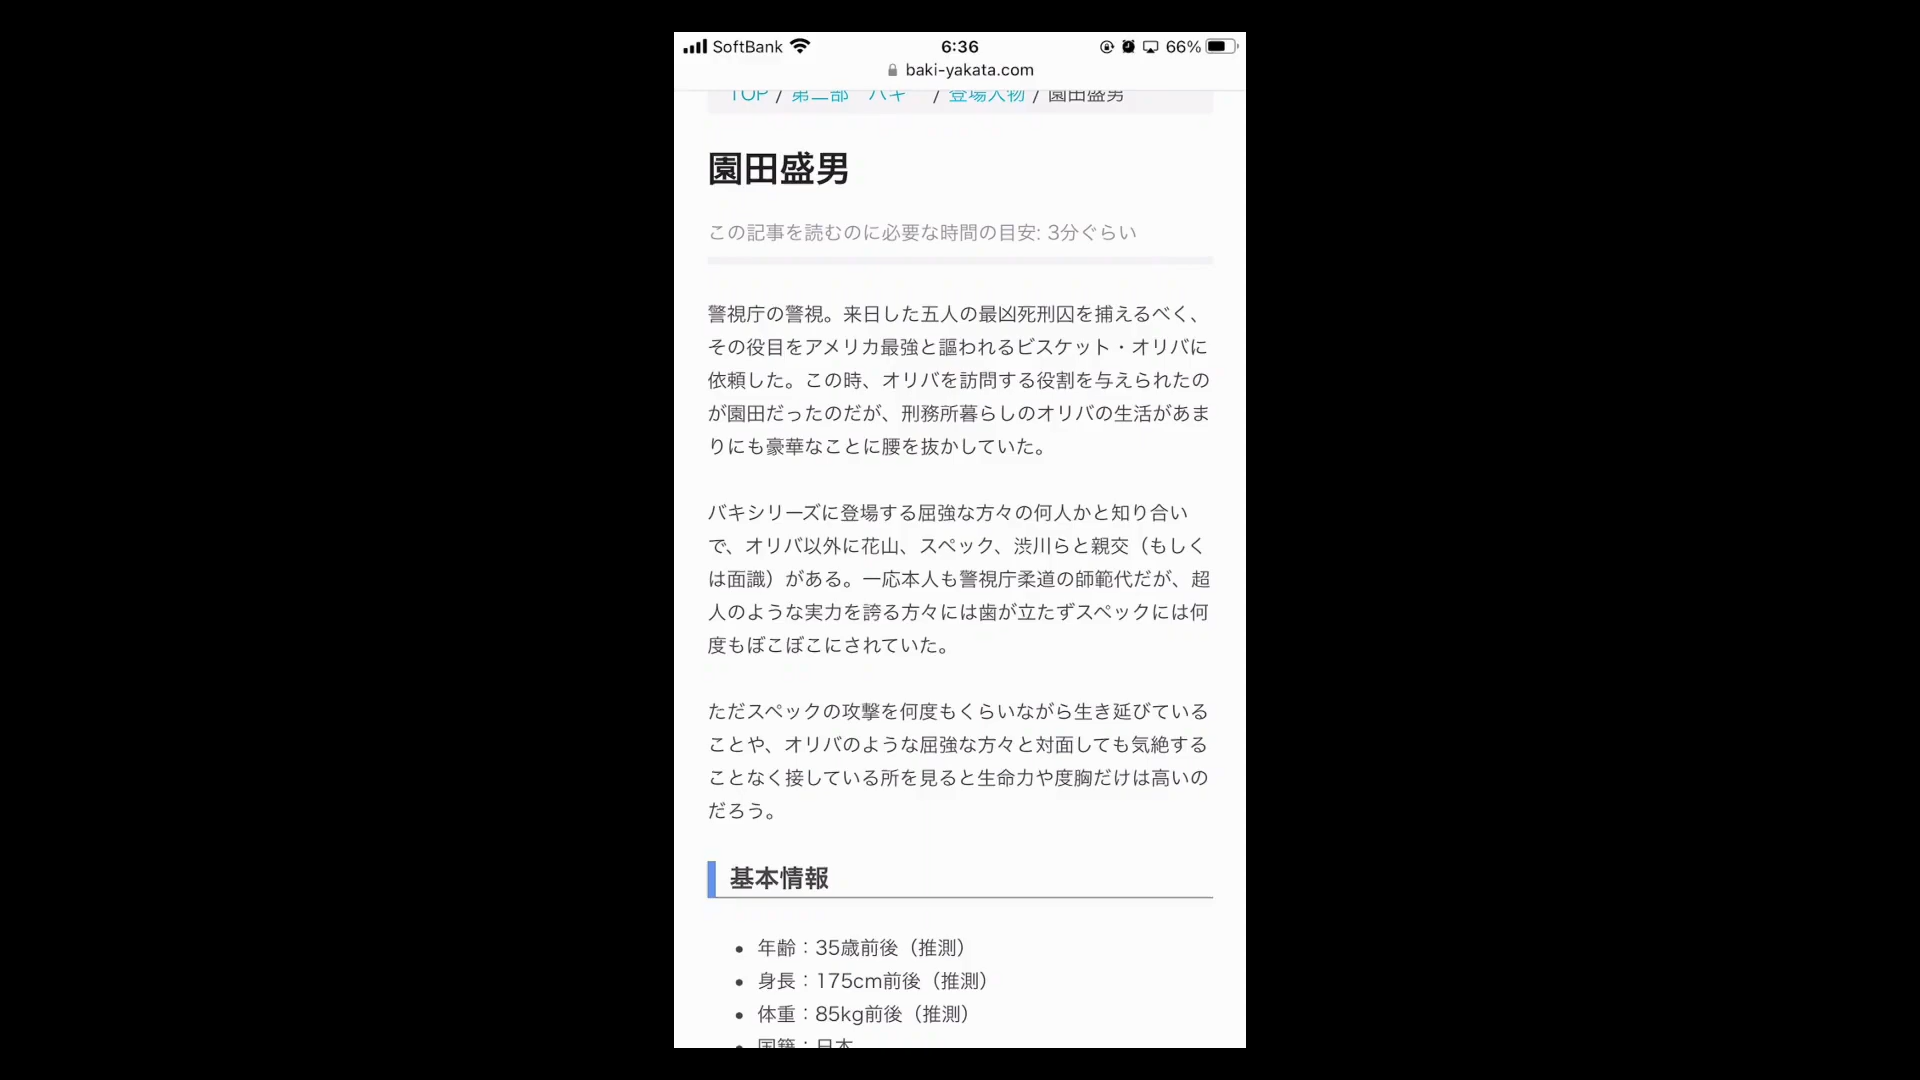 SoftBank 6:36 66%
baki-yakata.com
TOP / 第二部 バキ / 登場人物 / 園田盛男
園田盛男
この記事を読むのに必要な時間の目安: 3分ぐらい
警視庁の警視。来日した五人の最凶死刑囚を捕えるべく、
その役目をアメリカ最強と謳われるビスケット・オリバに
依頼した。この時、オリバを訪問する役割を与えられたの
が園田だったのだが、刑務所暮らしのオリバの生活があま
りにも豪華なことに腰を抜かしていた。
バキシリーズに登場する屈強な方々の何人かと知り合い
で、オリバ以外に花山、スペック、渋川らと親交（もしく
は面識）がある。一応本人も警視庁柔道の師範代だが、超
人のような実力を誇る方々には歯が立たずスペックには何
度もぼこぼこにされていた。
ただスペックの攻撃を何度もくらいながら生き延びている
ことや、オリバのような屈強な方々と対面しても気絶する
ことなく接している所を見ると生命力や度胸だけは高いの
だろう。
基本情報
• 年齢：35歳前後（推測）
• 身長：175cm前後（推測）
• 体重：85kg前後（推測）
• 国籍：日本